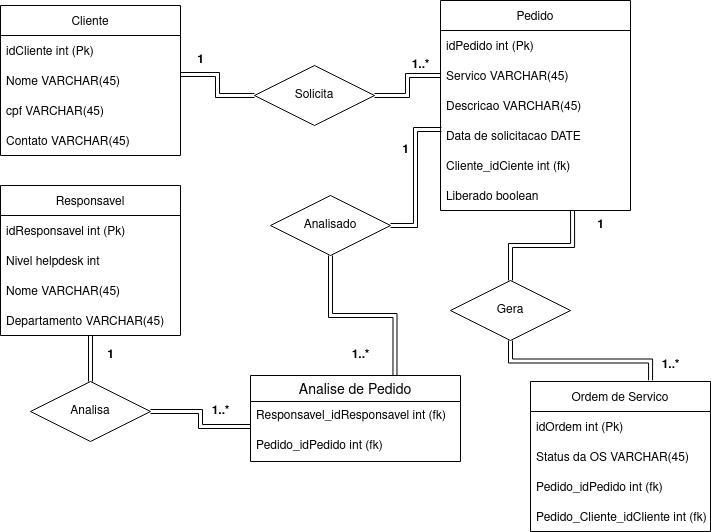 Cliente
idCliente int (Pk)
Nome VARCHAR(45)
cpf VARCHAR(45)
Contato VARCHAR(45)
1
Solicita
1..*
Pedido
idPedido int (Pk)
Servico VARCHAR(45)
Descricao VARCHAR(45)
Data de solicitacao DATE
Cliente_idCiente int (fk)
Liberado boolean
1
Analisado
1..*
1
Gera
1..*
Responsavel
idResponsavel int (Pk)
Nivel helpdesk int
Nome VARCHAR(45)
Departamento VARCHAR(45)
1
Analisa
1..*
Analise de Pedido
Responsavel_idResponsavel int (fk)
Pedido_idPedido int (fk)
Ordem de Servico
idOrdem int (Pk)
Status da OS VARCHAR(45)
Pedido_idPedido int (fk)
Pedido_Cliente_idCliente int (fk)